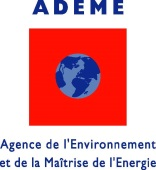 ADEME
Agence de l'Environnement
et de la Maîtrise de l'Energie